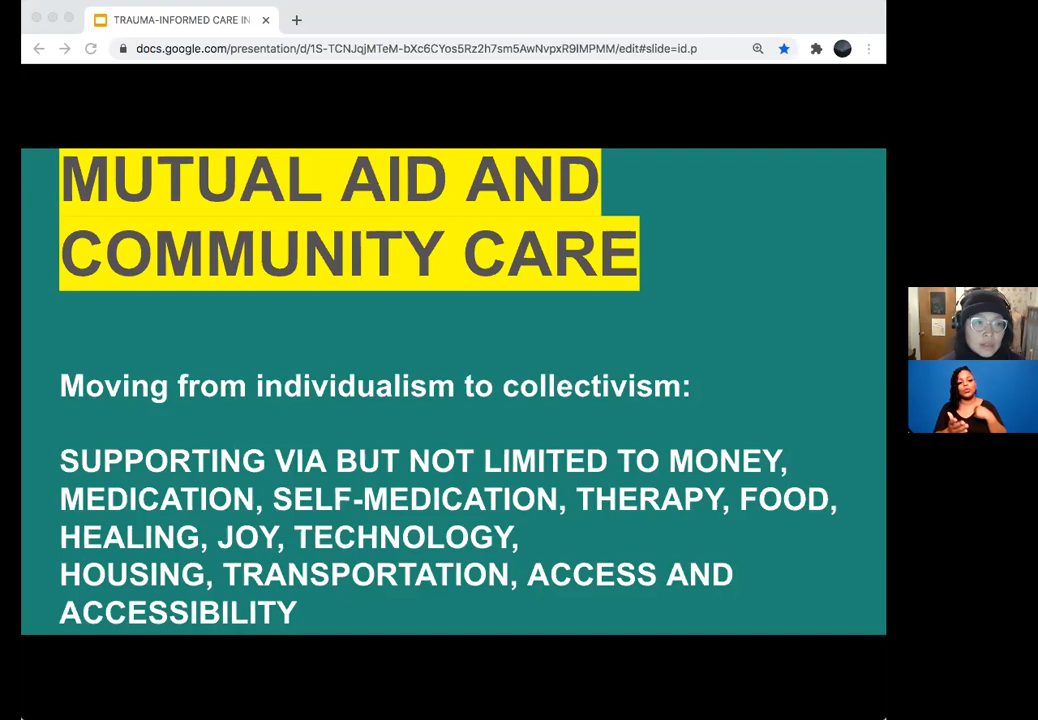 TRAUMA-INFORMED CARE IN
docs.google.com/presentation/d/1S-TCNJqjMTeM-bXc6CYos5Rz2h7sm5AwNvpxR9IMPMM/edit#slide=id.p
MUTUAL AID AND
COMMUNITY CARE
Moving from individualism to collectivism:
SUPPORTING VIA BUT NOT LIMITED TO MONEY,
MEDICATION, SELF-MEDICATION, THERAPY, FOOD,
HEALING, JOY, TECHNOLOGY,
HOUSING, TRANSPORTATION, ACCESS AND
ACCESSIBILITY